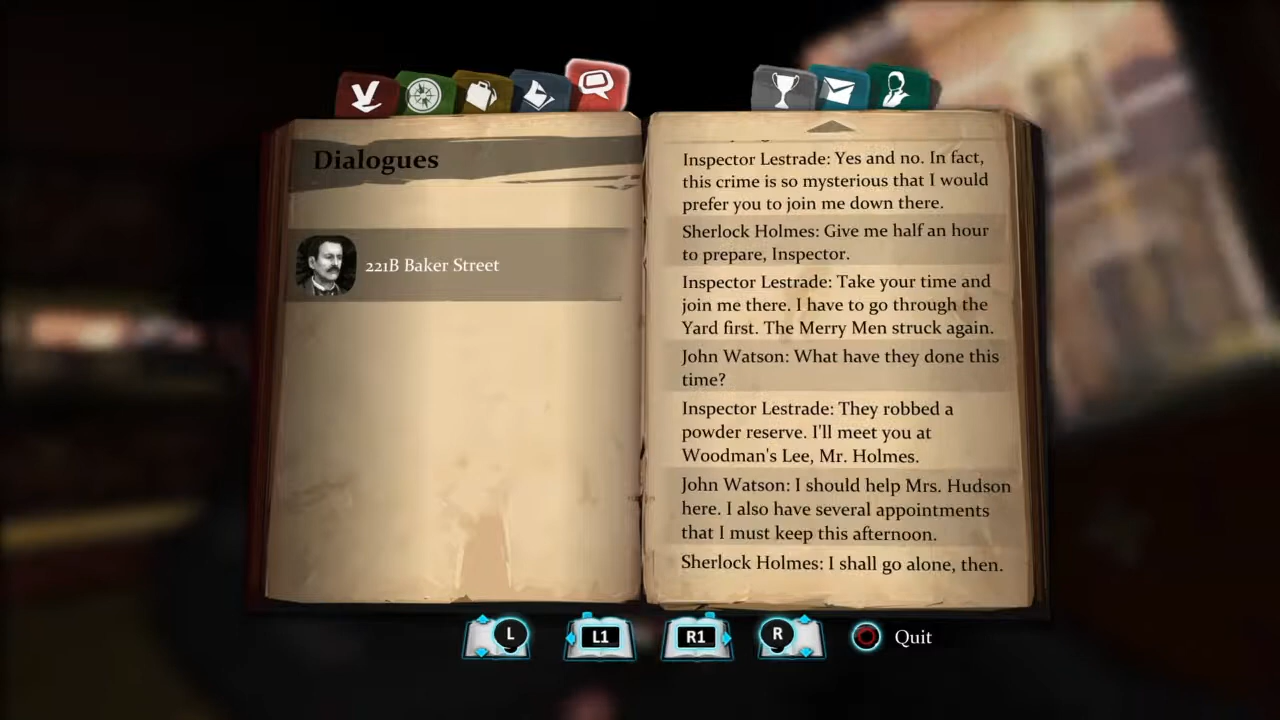 Dialogues
221B Baker Street
Inspector Lestrade: Yes and no. In fact,
this crime is so mysterious that I would
prefer you to join me down there.
Sherlock Holmes: Give me half an hour
to prepare, Inspector.
Inspector Lestrade: Take your time and
join me there. I have to go through the
Yard first. The Merry Men struck again.
John Watson: What have they done this
time?
Inspector Lestrade: They robbed a
powder reserve. I'll meet you at
Woodman's Lee, Mr. Holmes.
John Watson: I should help Mrs. Hudson
here. I also have several appointments
that I must keep this afternoon.
Sherlock Holmes: I shall go alone, then.
L L1 R1 R Quit